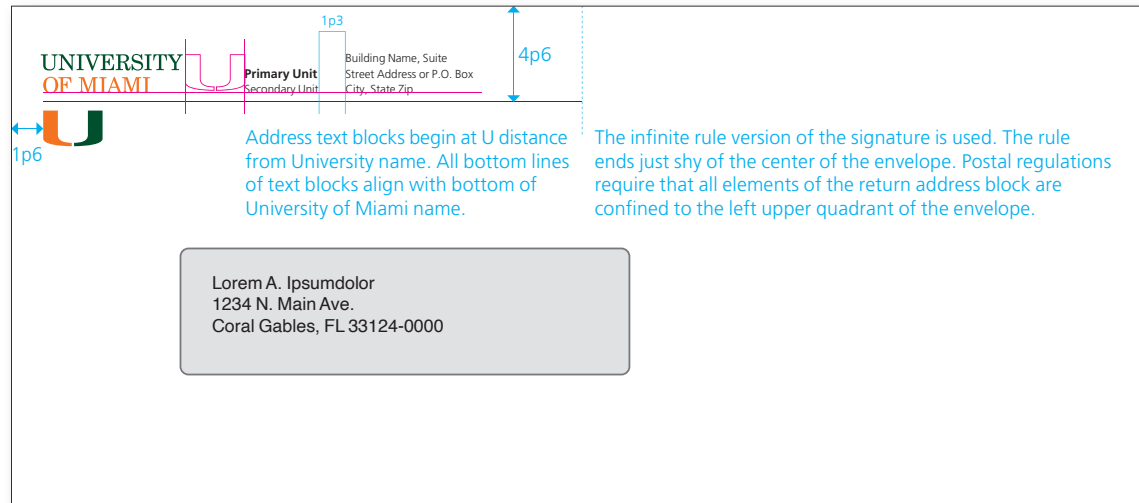 1p3
4p6
UNIVERSITY
OF MIAMI
Primary Unit
Secondary Unit
Building Name, Suite
Street Address or P.O. Box
City, State Zip
1p6
Address text blocks begin at U distance
from University name. All bottom lines
of text blocks align with bottom of
University of Miami name.
The infinite rule version of the signature is used. The rule
ends just shy of the center of the envelope. Postal regulations
require that all elements of the return address block are
confined to the left upper quadrant of the envelope.
Lorem A. Ipsumdolor
1234 N. Main Ave.
Coral Gables, FL 33124-0000